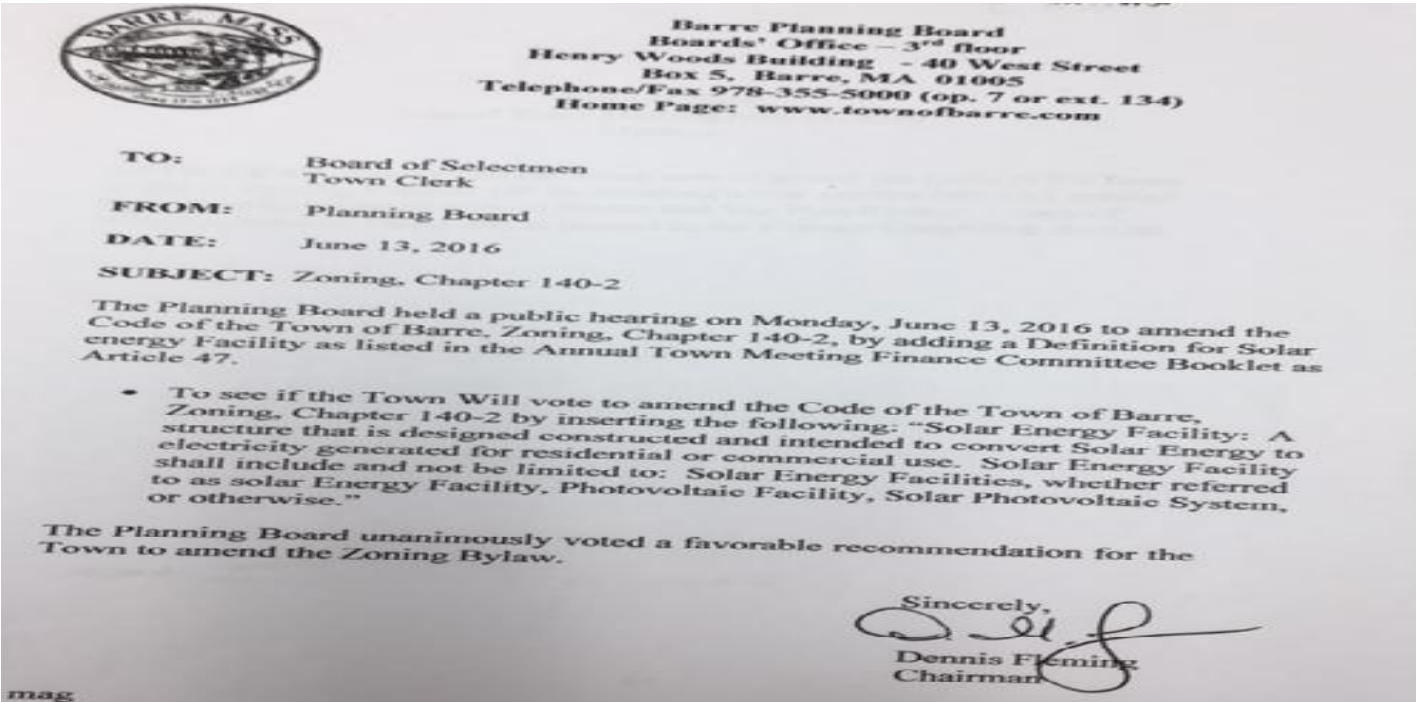 BARRE, MASS
Barre Planning Board
Boards' Office – 3rd floor
Henry Woods Building - 40 West Street
Box 5, Barre, MA 01005
Telephone/Fax 978-355-5000 (op. 7 or ext. 134)
Home Page: www.townofbarre.com
TO: Board of Selectmen
Town Clerk
FROM: Planning Board
DATE: June 13, 2016
SUBJECT: Zoning, Chapter 140-2
The Planning Board held a public hearing on Monday, June 13, 2016 to amend the
Code of the Town of Barre, Zoning, Chapter 140-2, by adding a Definition for Solar
energy Facility as listed in the Annual Town Meeting Finance Committee Booklet as
Article 47.
• To see if the Town Will vote to amend the Code of the Town of Barre,
Zoning, Chapter 140-2 by inserting the following: “Solar Energy Facility: A
structure that is designed constructed and intended to convert Solar Energy to
electricity generated for residential or commercial use. Solar Energy Facility
shall include and not be limited to: Solar Energy Facilities, whether referred
to as solar Energy Facility, Photovoltaic Facility, Solar Photovoltaic System,
or otherwise.”
The Planning Board unanimously voted a favorable recommendation for the
Town to amend the Zoning Bylaw.
Sincerely,
Dennis Fleming
Chairman
mag